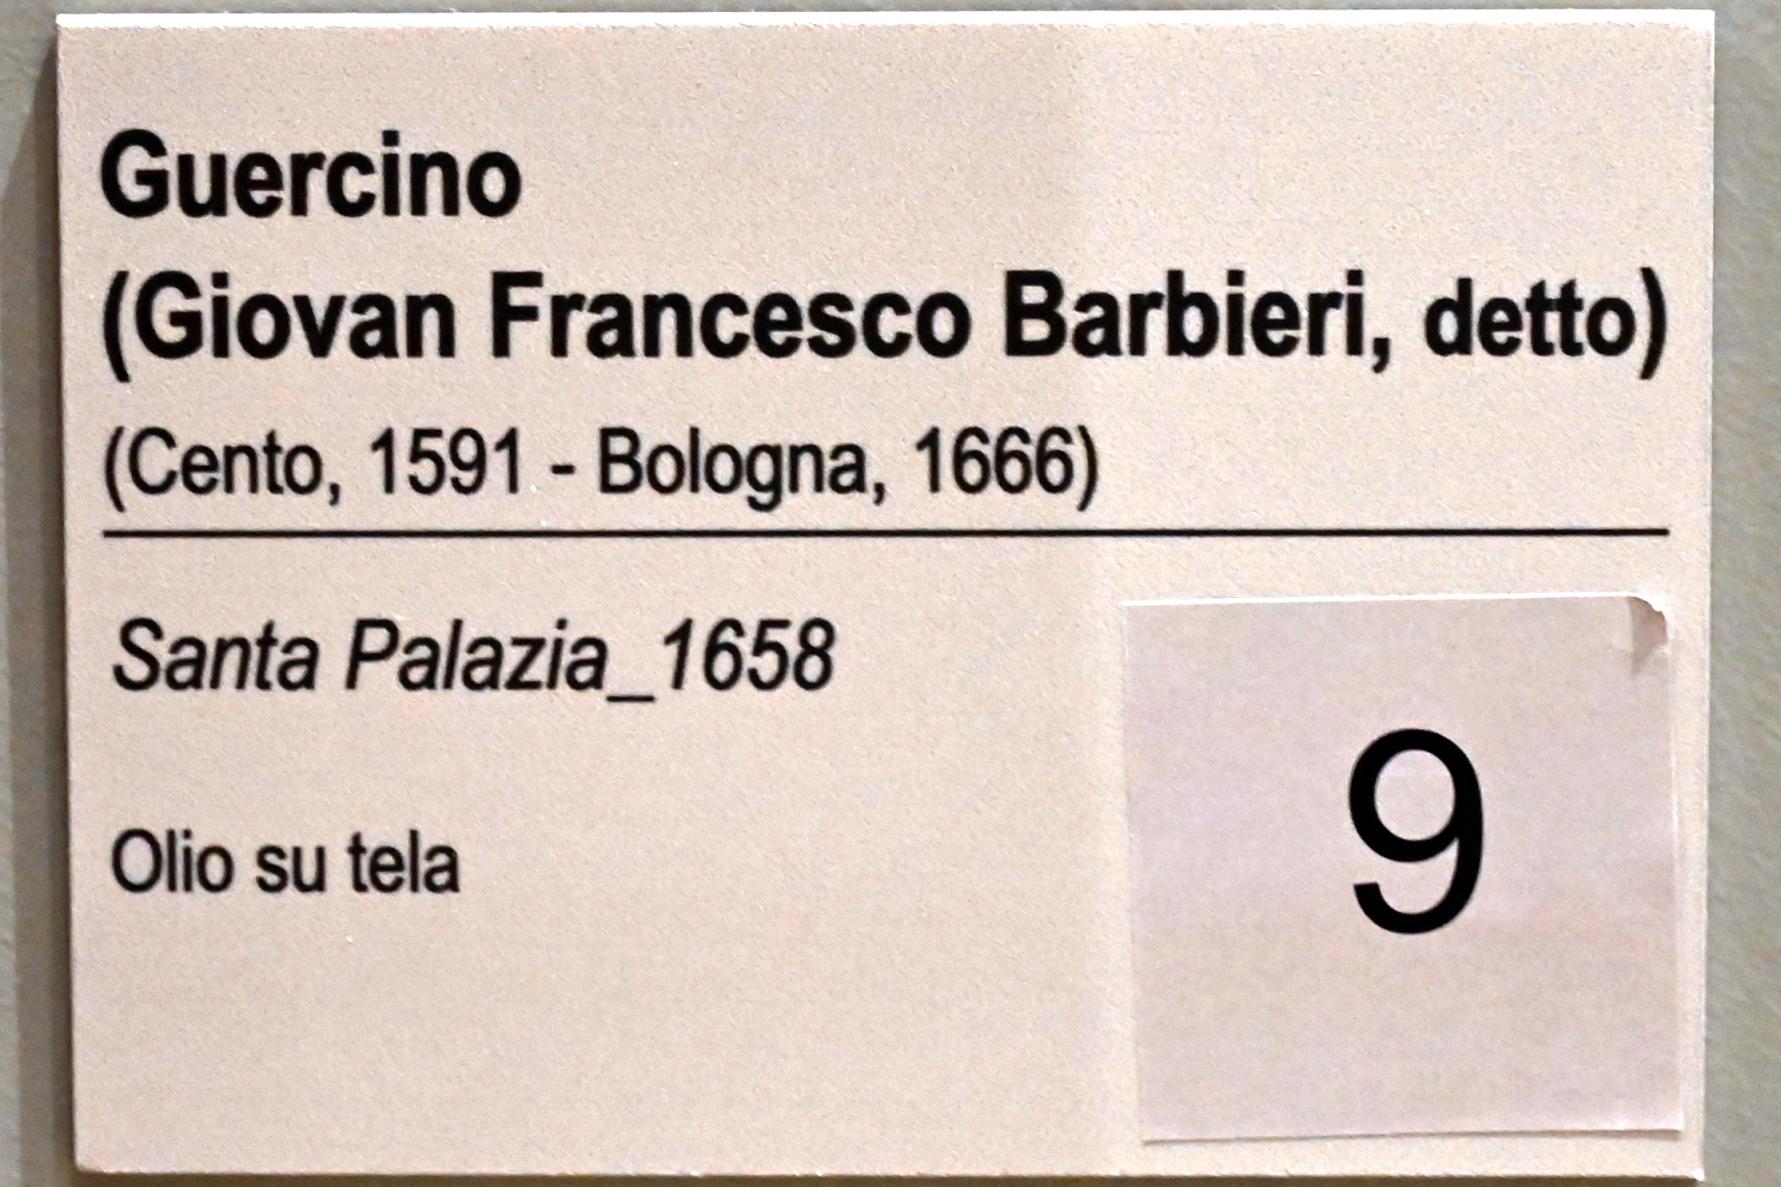 Guercino
(Giovan Francesco Barbieri, detto)
(Cento, 1591 - Bologna, 1666)
Santa Palazia_1658
Olio su tela
9